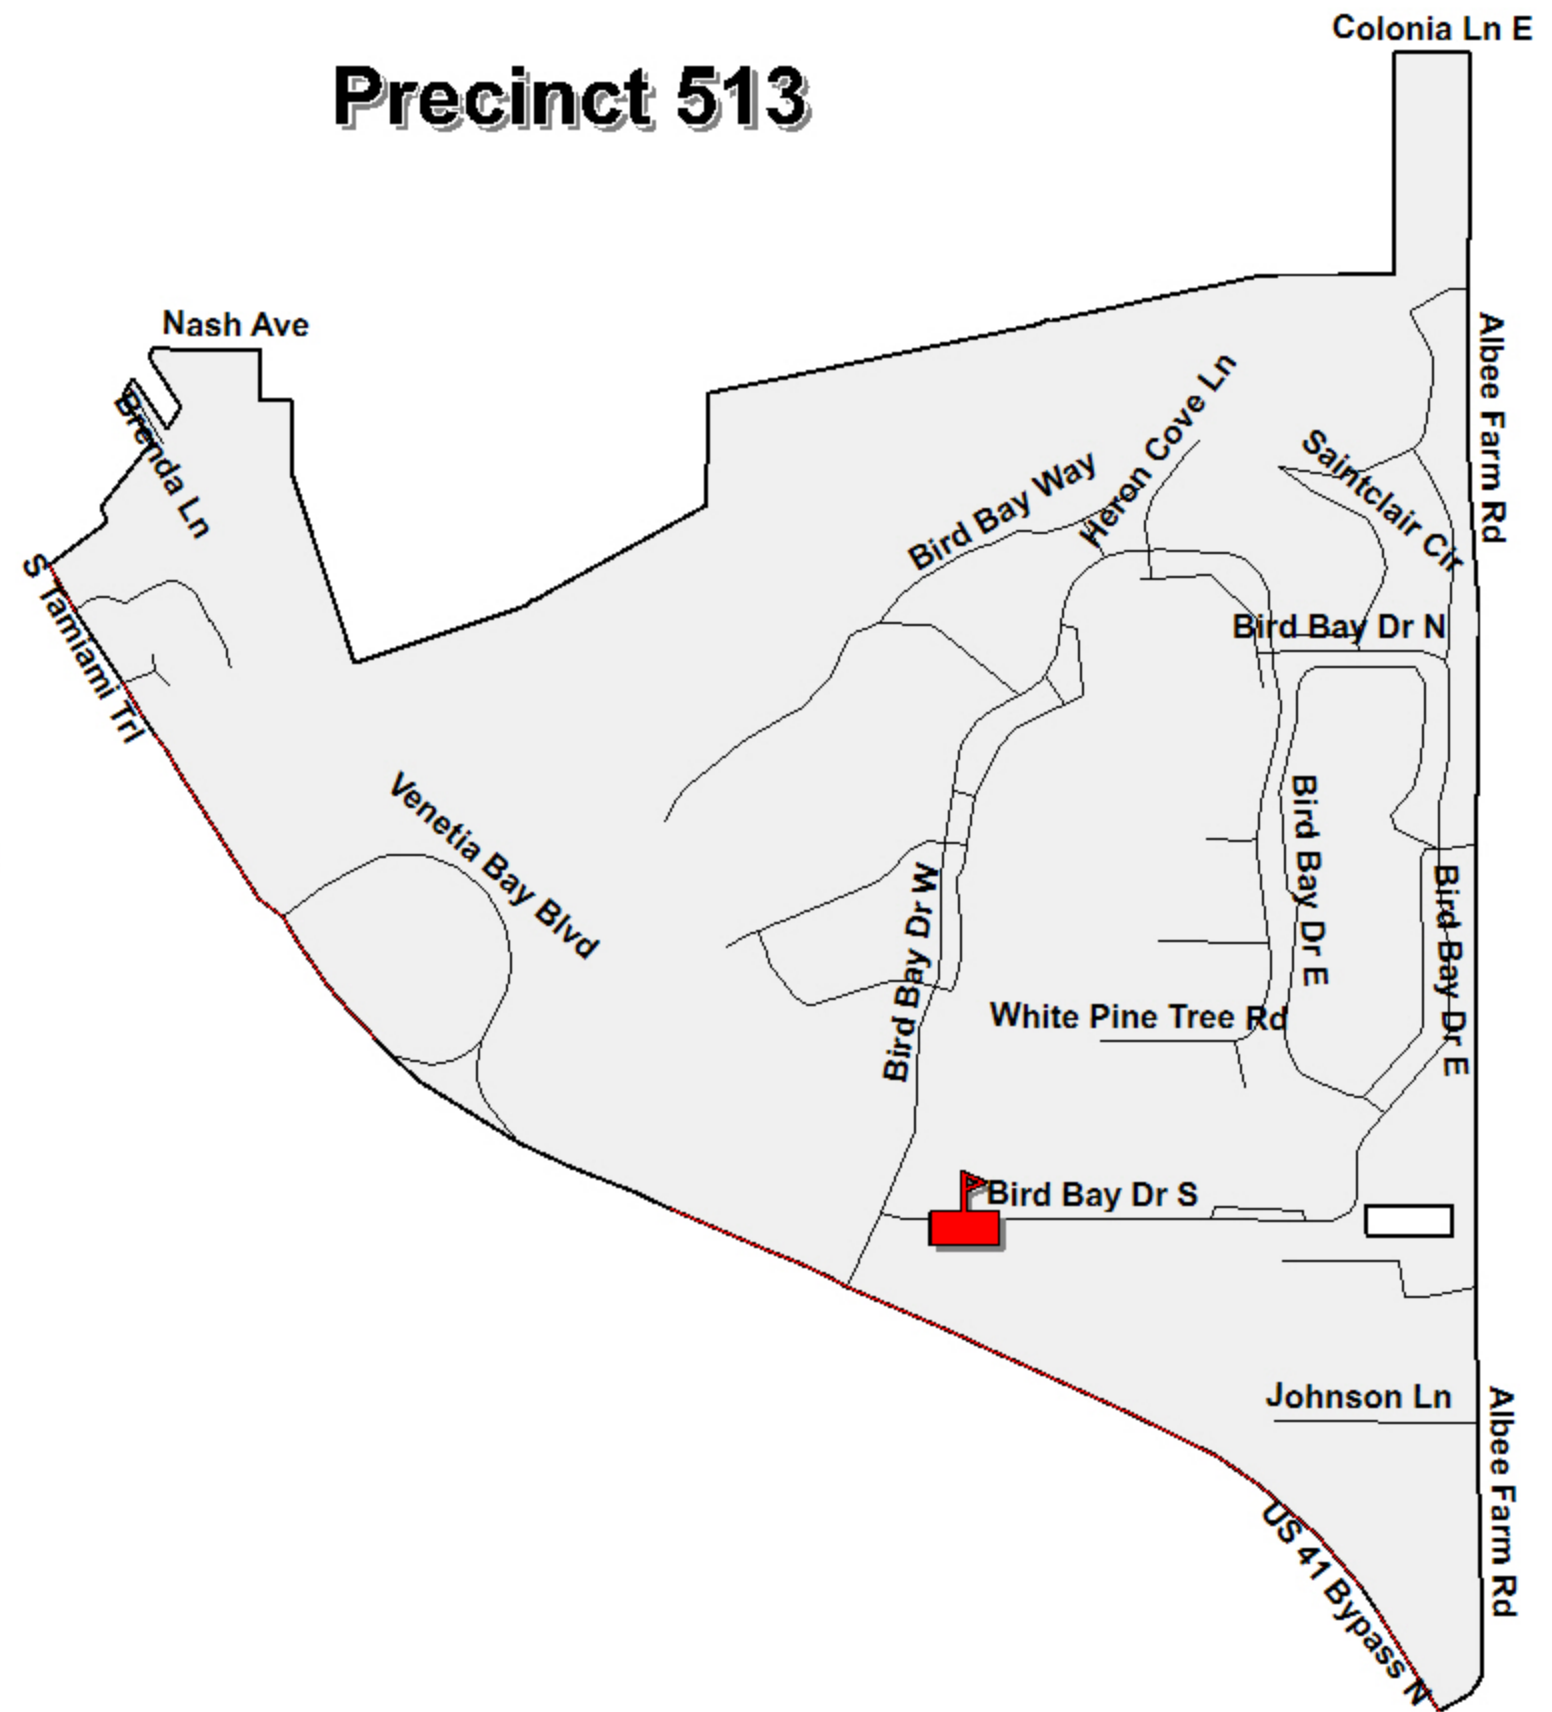 Colonia Ln E
Precinct 513
Nash Ave
Albee Farm Rd
Brenda Ln
Heron Cove Ln
Bird Bay Way
Saintclair Cir
S Tamiami Trl
Bird Bay Dr N
Venetia Bay Blvd
Bird Bay Dr E
Bird Bay Dr W
Bird Bay Dr E
White Pine Tree Rd
Bird Bay Dr S
Johnson Ln
Albee Farm Rd
US 41 Bypass N